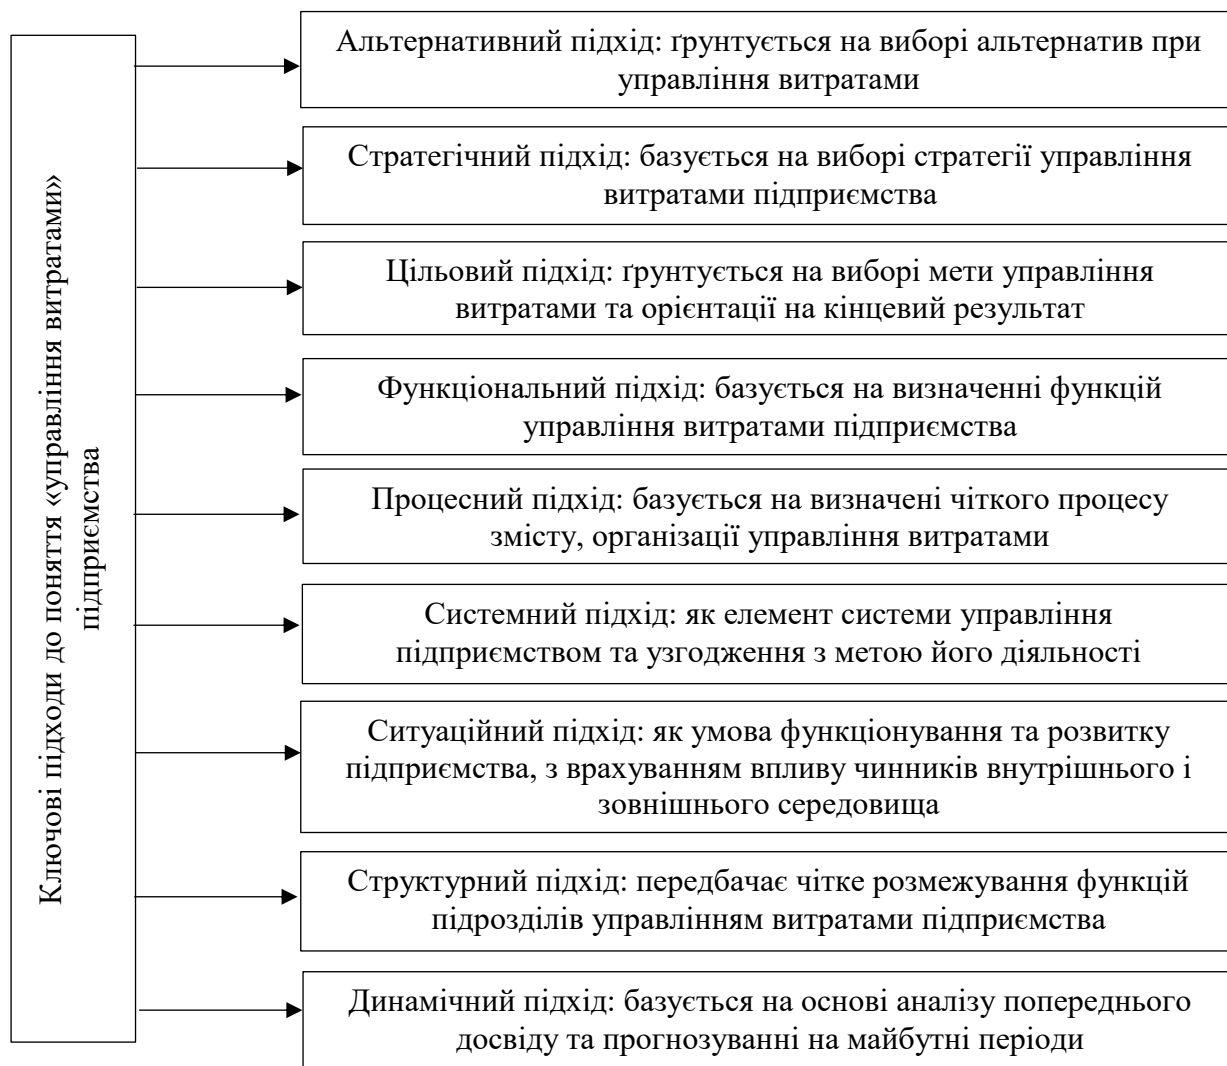 Ключові підходи до поняття «управління витратами»
підприємства
Альтернативний підхід: ґрунтується на виборі альтернатив при
управління витратами
Стратегічний підхід: базується на виборі стратегії управління
витратами підприємства
Цільовий підхід: ґрунтується на виборі мети управління
витратами та орієнтації на кінцевий результат
Функціональний підхід: базується на визначенні функцій
управління витратами підприємства
Процесний підхід: базується на визначені чіткого процесу
змісту, організації управління витратами
Системний підхід: як елемент системи управління
підприємством та узгодження з метою його діяльності
Ситуаційний підхід: як умова функціонування та розвитку
підприємства, з врахуванням впливу чинників внутрішнього і
зовнішнього середовища
Структурний підхід: передбачає чітке розмежування функцій
підрозділів управлінням витратами підприємства
Динамічний підхід: базується на основі аналізу попереднього
досвіду та прогнозуванні на майбутні періоди